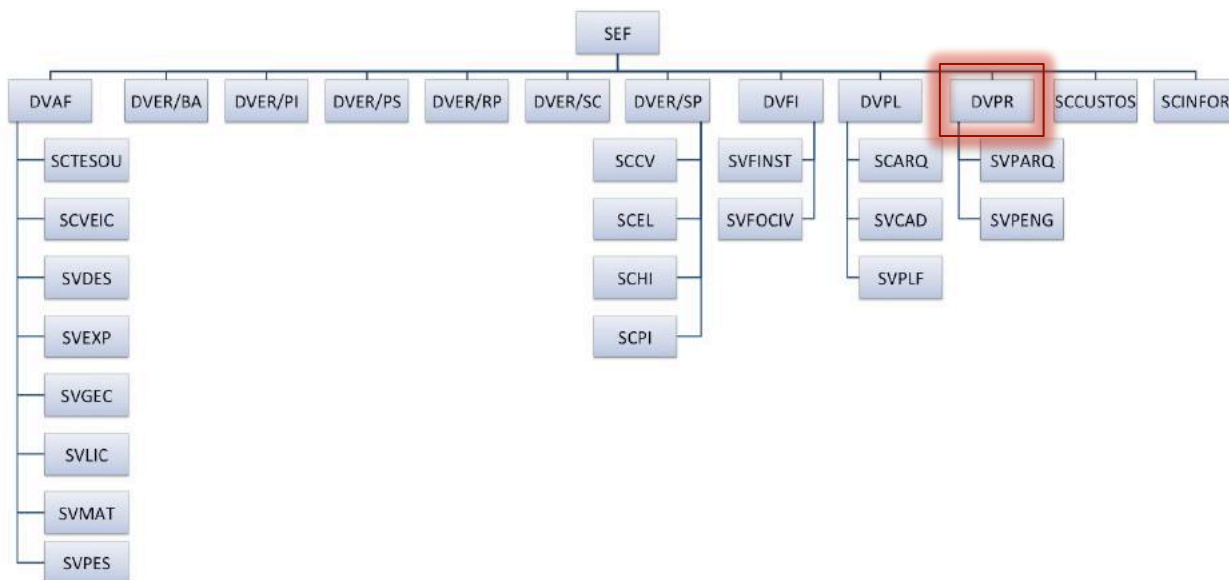 SEF
DVAF DVER/BA DVER/PI DVER/PS DVER/RP DVER/SC DVER/SP DVFI DVPL DVPR SCCUSTOS SCINFOR
SCTESOU SCCV SVFINST SCARQ SVPARQ
SCVEIC SCEL SVFOCIV SVCAD SVPENG
SVDES SCHI SVPLF
SVEXP SCPI
SVGEC
SVLIC
SVMAT
SVPES